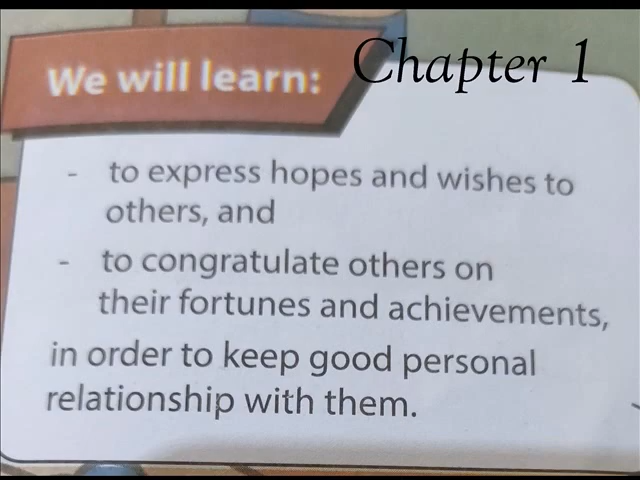 Chapter 1
We will learn:
- to express hopes and wishes to
others, and
- to congratulate others on
their fortunes and achievements,
in order to keep good personal
relationship with them.